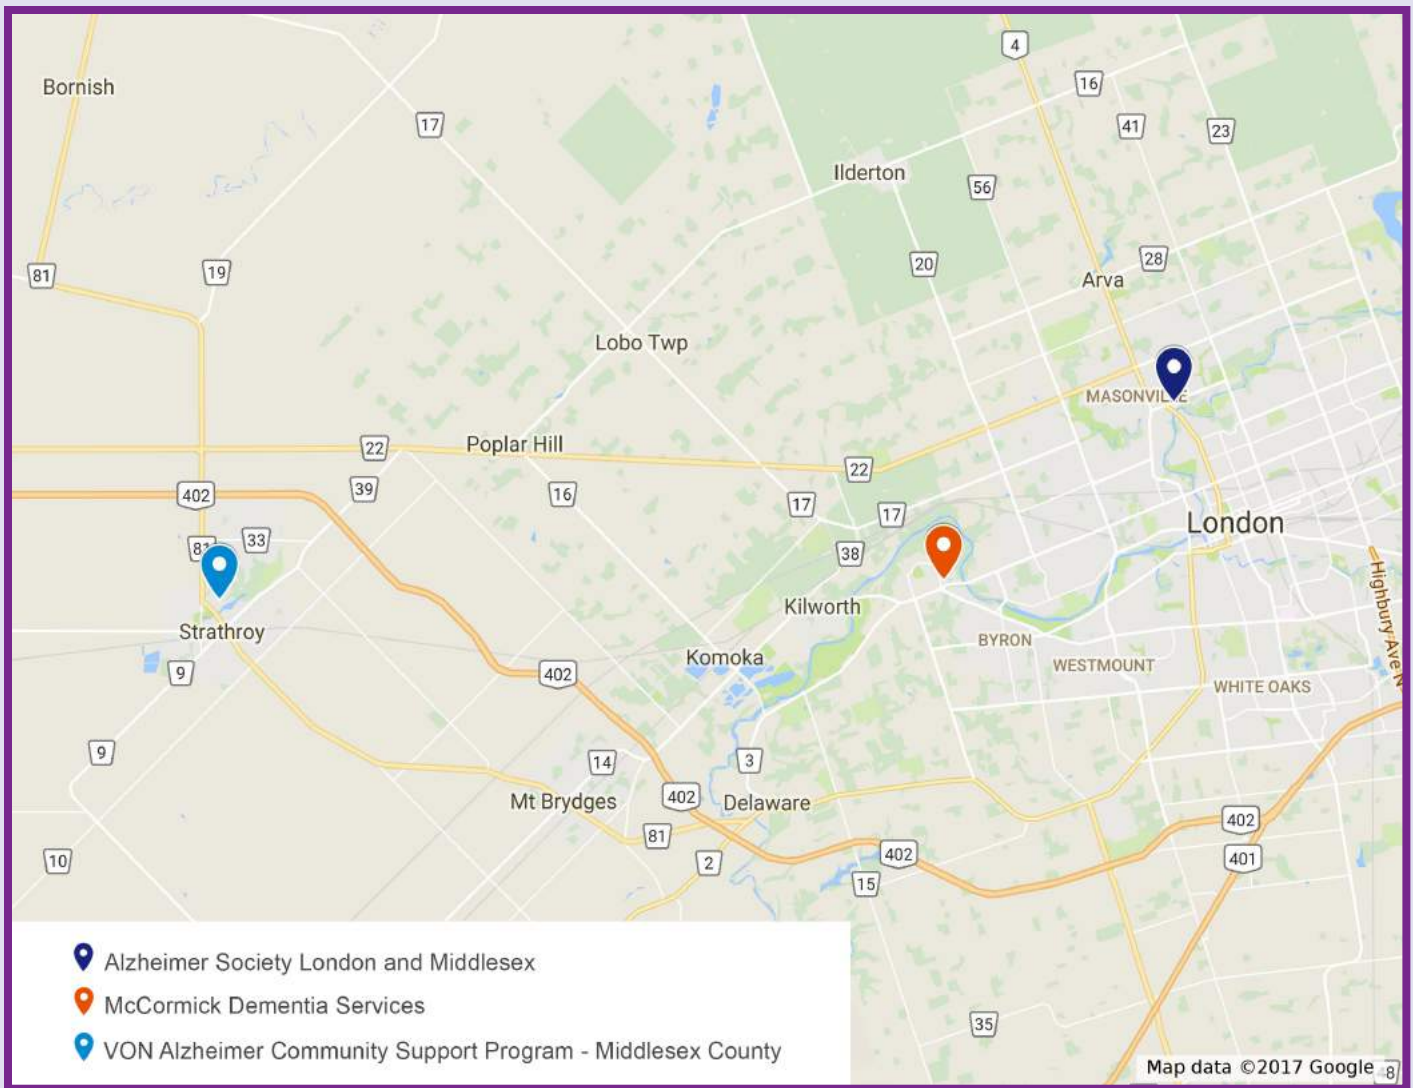 4
16
Bornish
17
41
23
Ilderton
56
20
28
81
19
Arva
Lobo Twp
MASONVILLE
22
Poplar Hill
22
39
402
16
17
17
London
81
33
38
Highbury Ave N
Kilworth
Strathroy
BYRON
Komoka
WESTMOUNT
9
402
WHITE OAKS
9
14
3
Mt Brydges
402
Delaware
402
81
10
2
402
401
15
35
Alzheimer Society London and Middlesex
McCormick Dementia Services
VON Alzheimer Community Support Program - Middlesex County
Map data ©2017 Google